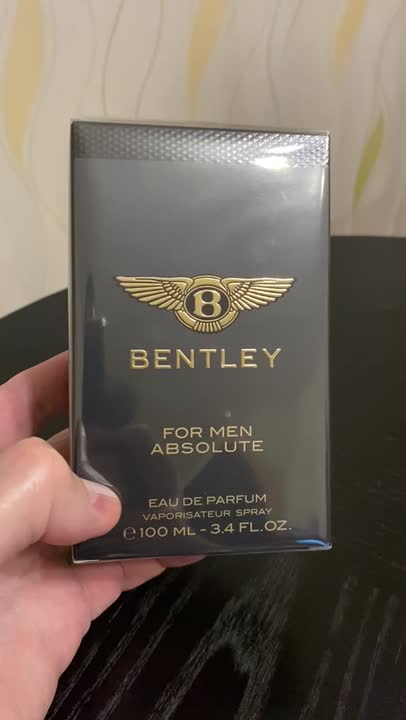 B
BENTLEY
FOR MEN
ABSOLUTE
EAU DE PARFUM
VAPORISATEUR SPRAY
℮ 100 ML - 3.4 FL.OZ.